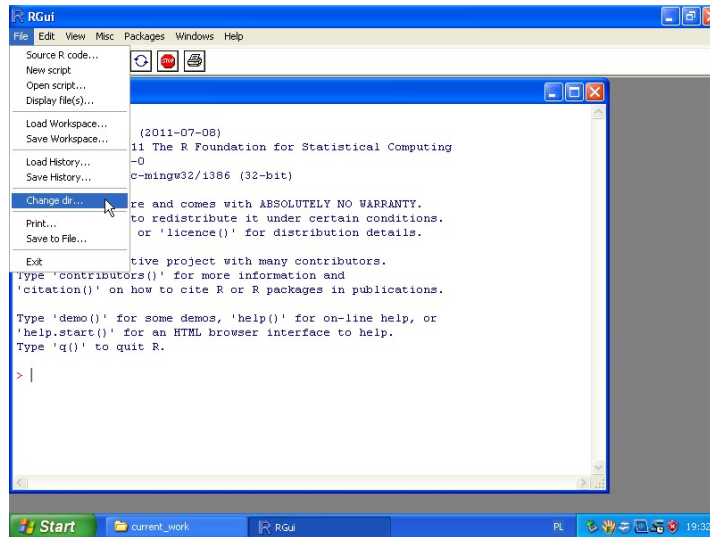 RGui
File Edit View Misc Packages Windows Help
Source R code...
New script
Open script...
Display file(s)...
Load Workspace...
Save Workspace...
Load History...
Save History...
Change dir...
Print...
Save to File...
Exit
(2011-07-08)
11 The R Foundation for Statistical Computing
-0
c-mingw32/i386 (32-bit)
re and comes with ABSOLUTELY NO WARRANTY.
to redistribute it under certain conditions.
or 'licence()' for distribution details.
tive project with many contributors.
Type 'contributors()' for more information and
'citation()' on how to cite R or R packages in publications.
Type 'demo()' for some demos, 'help()' for on-line help, or
'help.start()' for an HTML browser interface to help.
Type 'q()' to quit R.
>
STOP
Start current_work RGui PL 19:32